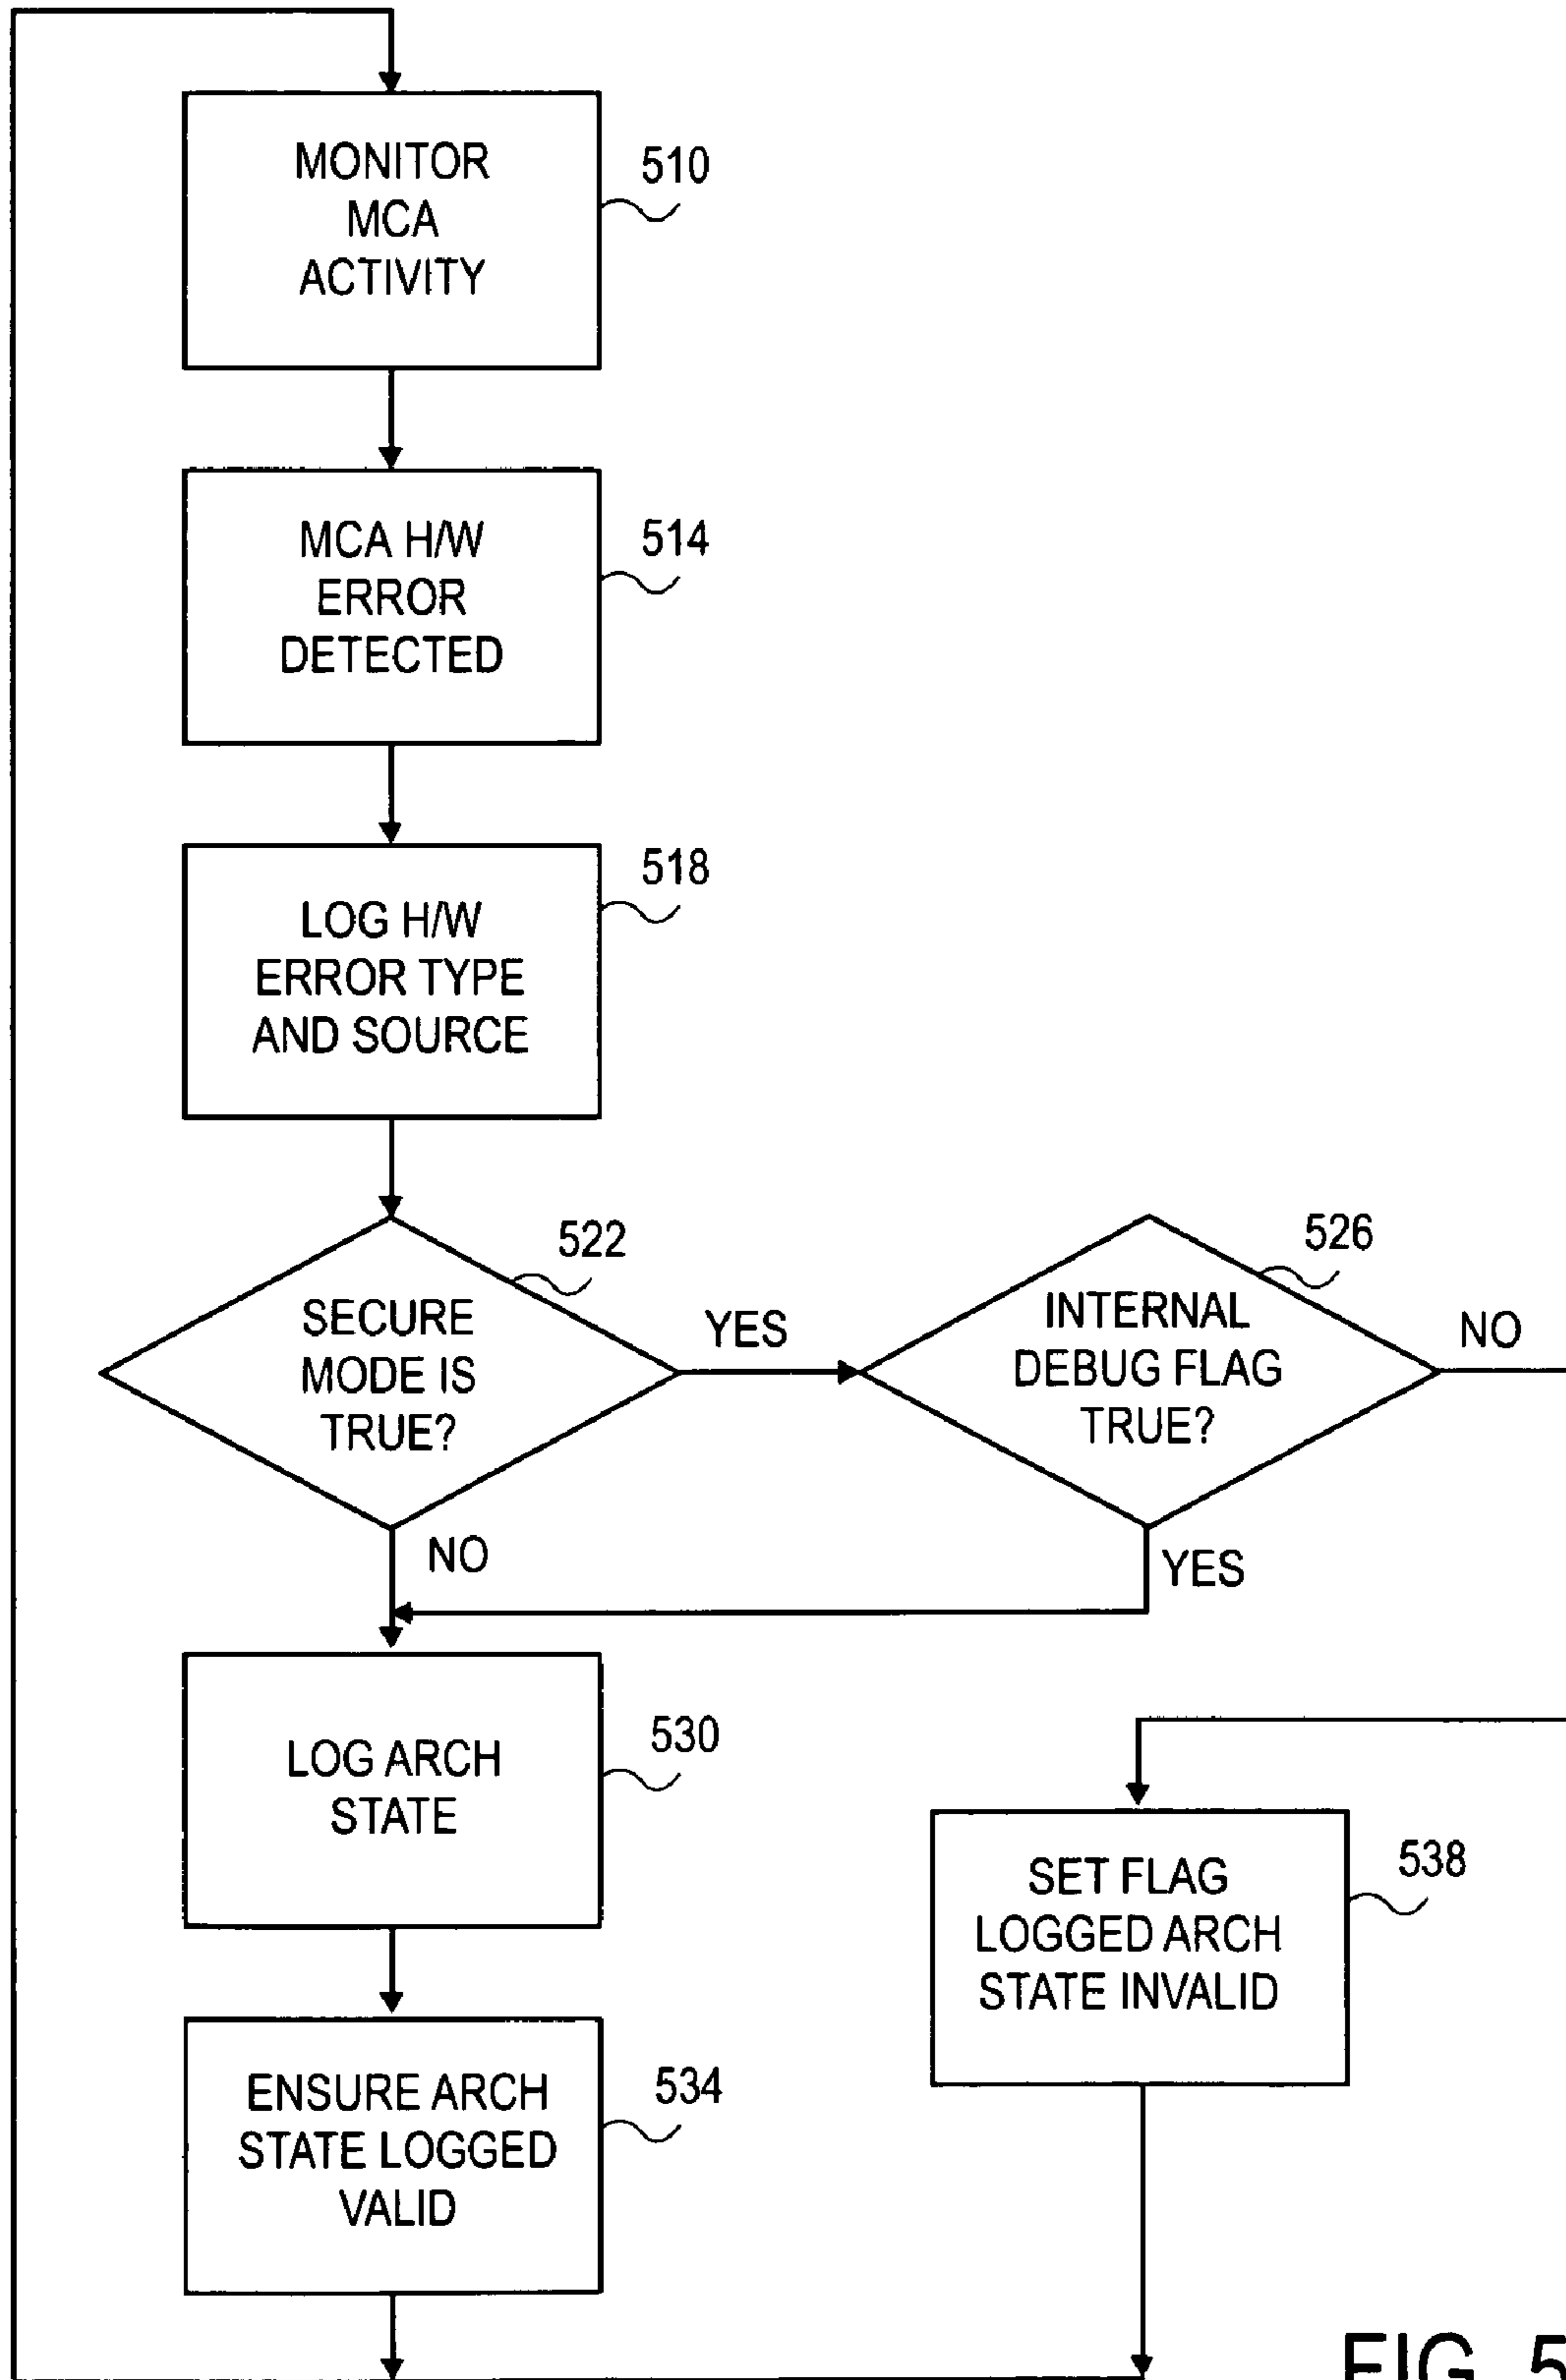 MONITOR
MCA
ACTIVITY
510
MCA H/W
ERROR
DETECTED
514
LOG H/W
ERROR TYPE
AND SOURCE
518
SECURE
MODE IS
TRUE?
522
YES
NO
INTERNAL
DEBUG FLAG
TRUE?
526
NO
YES
LOG ARCH
STATE
530
SET FLAG
LOGGED ARCH
STATE INVALID
538
ENSURE ARCH
STATE LOGGED
VALID
534
FIG. 5